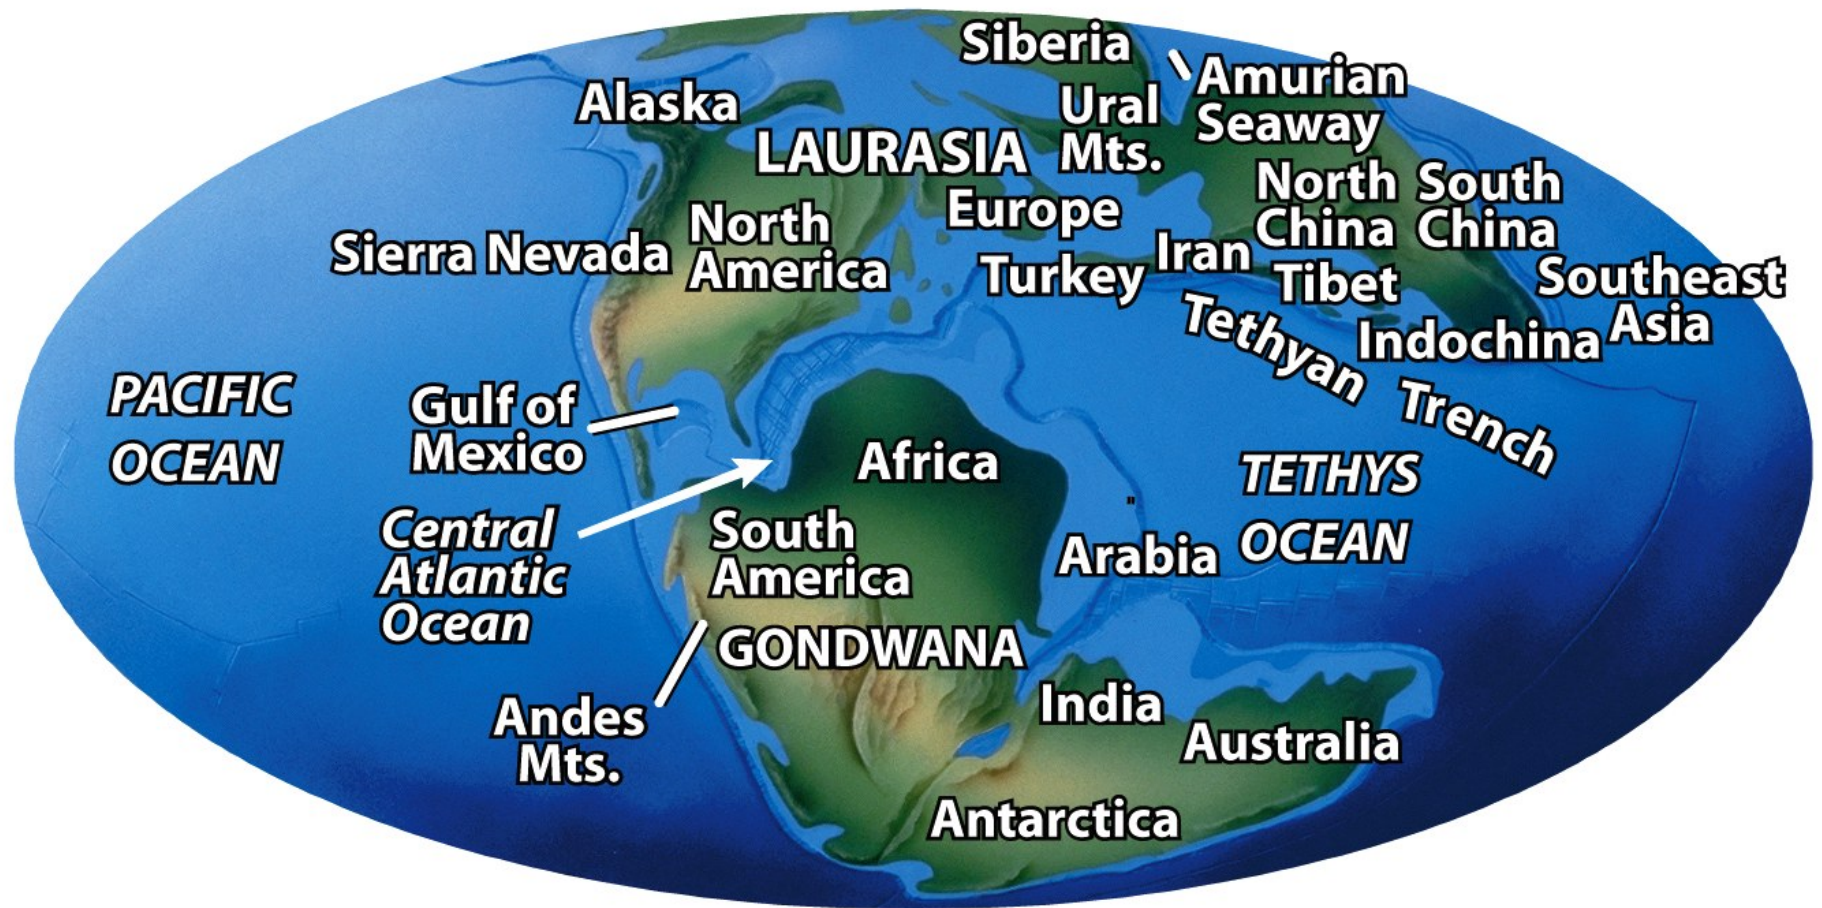 Siberia
Amurian
Seaway
Alaska
Ural
Mts.
LAURASIA
North
China
South
China
Europe
North
America
Sierra Nevada
Iran
Turkey
Tibet
Southeast
Asia
Tethyan Trench
Indochina
PACIFIC
OCEAN
Gulf of
Mexico
Africa
TETHYS
OCEAN
Central
Atlantic
Ocean
South
America
Arabia
GONDWANA
Andes
Mts.
India
Australia
Antarctica